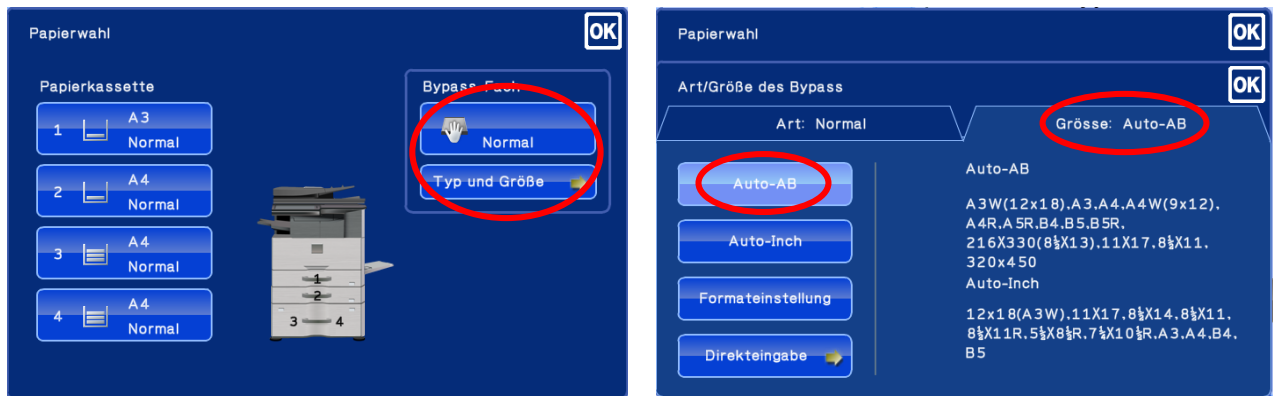 Papierwahl
OK
Papierkassette
1
A3
Normal
2
A4
Normal
3
A4
Normal
4
A4
Normal
1
2
3
4
Bypass-Fach
Normal
Typ und Größe
Papierwahl
OK
Art/Größe des Bypass
OK
Art: Normal
Grösse: Auto-AB
Auto-AB
Auto-Inch
Formateinstellung
Direkteingabe
Auto-AB
A3W(12x18),A3,A4,A4W(9x12),
A4R,A5R,B4,B5,B5R,
216X330(8½X13),11X17,8½X11,
320x450
Auto-Inch
12x18(A3W),11X17,8½X14,8½X11,
8½X11R,5½X8½R,7¼X10½R,A3,A4,B4,
B5